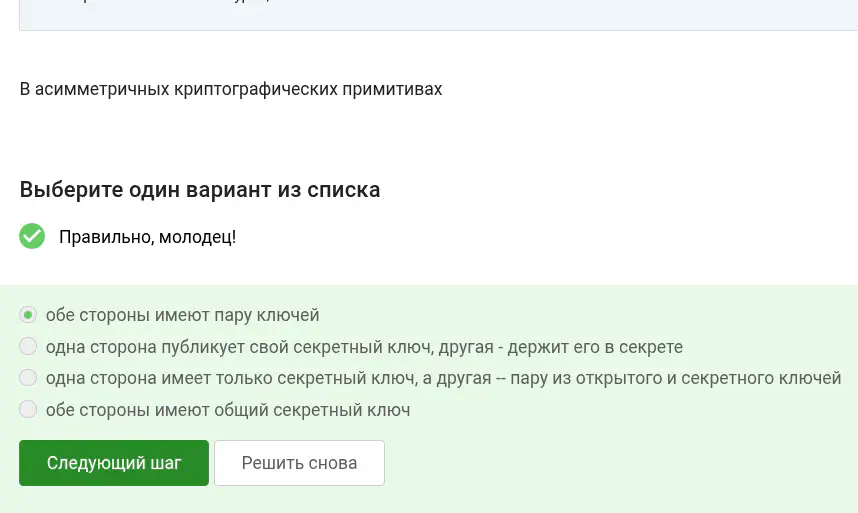 В асимметричных криптографических примитивах
Выберите один вариант из списка
Правильно, молодец!
обе стороны имеют пару ключей
одна сторона публикует свой секретный ключ, другая - держит его в секрете
одна сторона имеет только секретный ключ, а другая -- пару из открытого и секретного ключей
обе стороны имеют общий секретный ключ
Следующий шаг
Решить снова